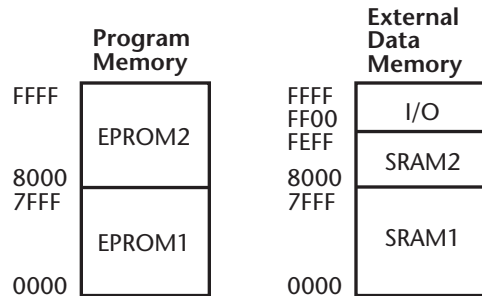 Program
Memory
FFFF
EPROM2
8000
7FFF
EPROM1
0000
External
Data
Memory
FFFF
FF00
I/O
FEFF
SRAM2
8000
7FFF
SRAM1
0000